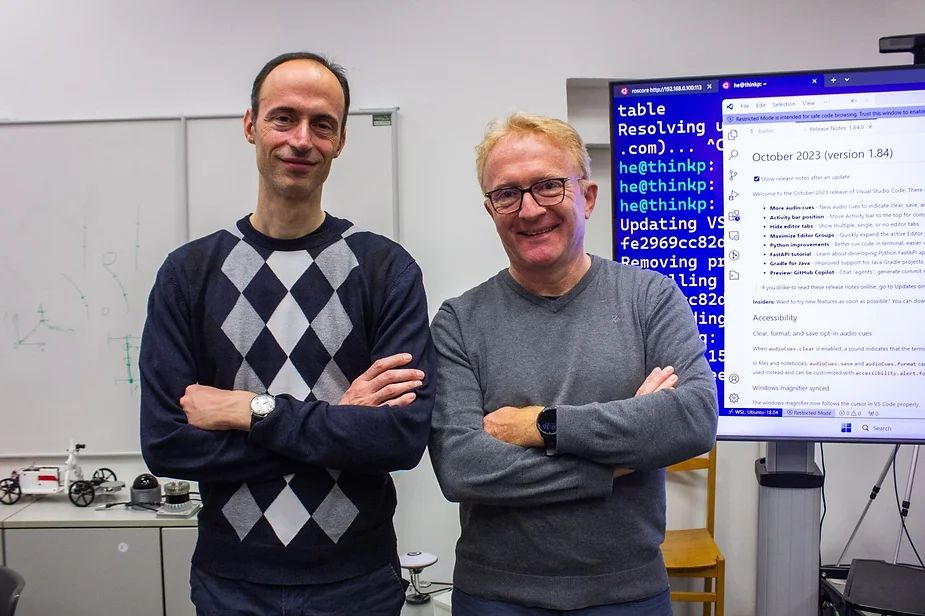 roscore http://192.168.0.100:113
he@thinkp: ~
table
Resolving u
.com)... ^C
he@thinkp:
he@thinkp:
he@thinkp:
Updating VS
fe2969cc82d
Removing pr
lling
c82d
ding
15
File Edit Selection View
Restricted Mode is intended for safe code browsing. Trust this window to enable
Release Notes: 1.84.0
October 2023 (version 1.84)
Show release notes after an update
Welcome to the October 2023 release of Visual Studio Code. There
More audio cues - New audio cues to indicate clear, save, a
Activity bar position - Move Activity bar to the top for com
Hide editor tabs - Show multiple, single, or no editor tabs.
Maximize Editor Groups - Quickly expand the active Editor
Python improvements - Better run code in terminal, easier v
FastAPI tutorial - Learn about developing Python FastAPI ap
Gradle for Java - Improved support for Java Gradle projects.
Preview: GitHub Copilot - Chat "agents", generate commit
If you'd like to read these release notes online, go to Updates on
Insiders: Want to try new features as soon as possible? You can dow
Accessibility
Clear, format, and save opt-in audio cues
When audioCues.clear is enabled, a sound indicates that the term
In files and notebooks, audioCues.save and audioCues.format ca
used instead and can be customized with accessibility.alert.fo
Windows magnifier synced
The windows magnifier now follows the cursor in VS Code properly.
WSL: Ubuntu-18.04 Restricted Mode 0 0 0
Search